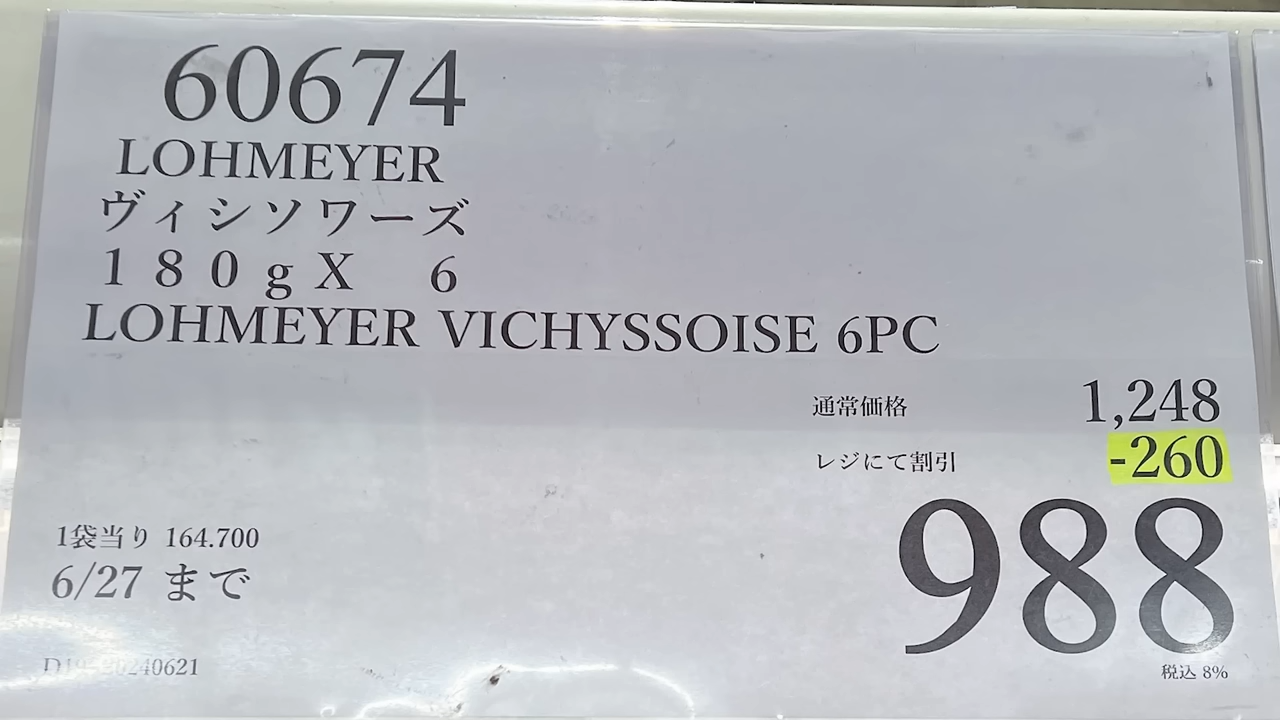 60674
LOHMEYER
ヴィシソワーズ
１８０ｇＸ　６
LOHMEYER VICHYSSOISE 6PC
通常価格 1,248
レジにて割引 -260
988
1袋当り 164.700
6/27 まで
税込 8%